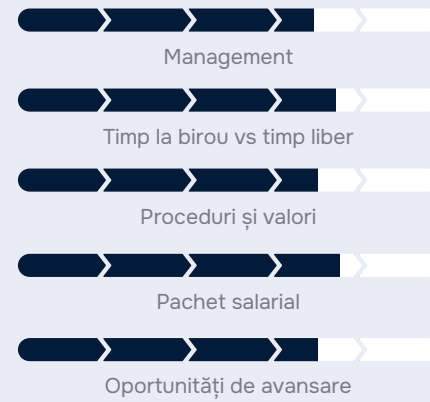 Management
Timp la birou vs timp liber
Proceduri și valori
Pachet salarial
Oportunități de avansare